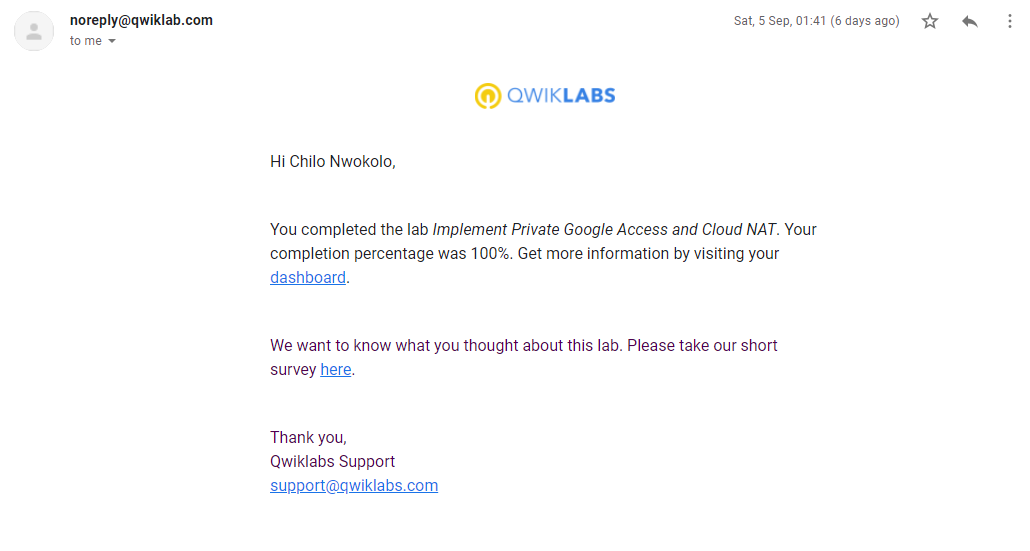 noreply@qwiklab.com
Sat, 5 Sep, 01:41 (6 days ago)
to me
QWIKLABS
Hi Chilo Nwokolo,
You completed the lab Implement Private Google Access and Cloud NAT. Your
completion percentage was 100%. Get more information by visiting your
dashboard.
We want to know what you thought about this lab. Please take our short
survey here.
Thank you,
Qwiklabs Support
support@qwiklabs.com